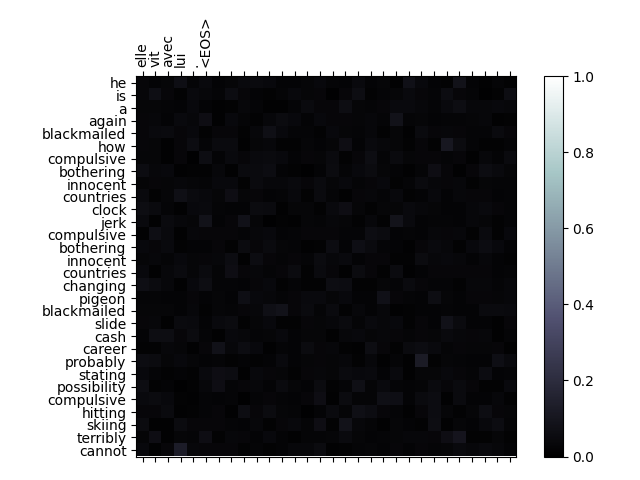 elle
vit
avec
lui
.
<EOS>
he
is
a
again
blackmailed
how
compulsive
bothering
innocent
countries
clock
jerk
compulsive
bothering
innocent
countries
changing
pigeon
blackmailed
slide
cash
career
probably
stating
possibility
compulsive
hitting
skiing
terribly
cannot
1.0
0.8
0.6
0.4
0.2
0.0